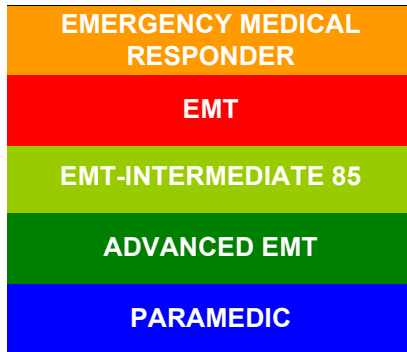 EMERGENCY MEDICAL
RESPONDER
EMT
EMT-INTERMEDIATE 85
ADVANCED EMT
PARAMEDIC